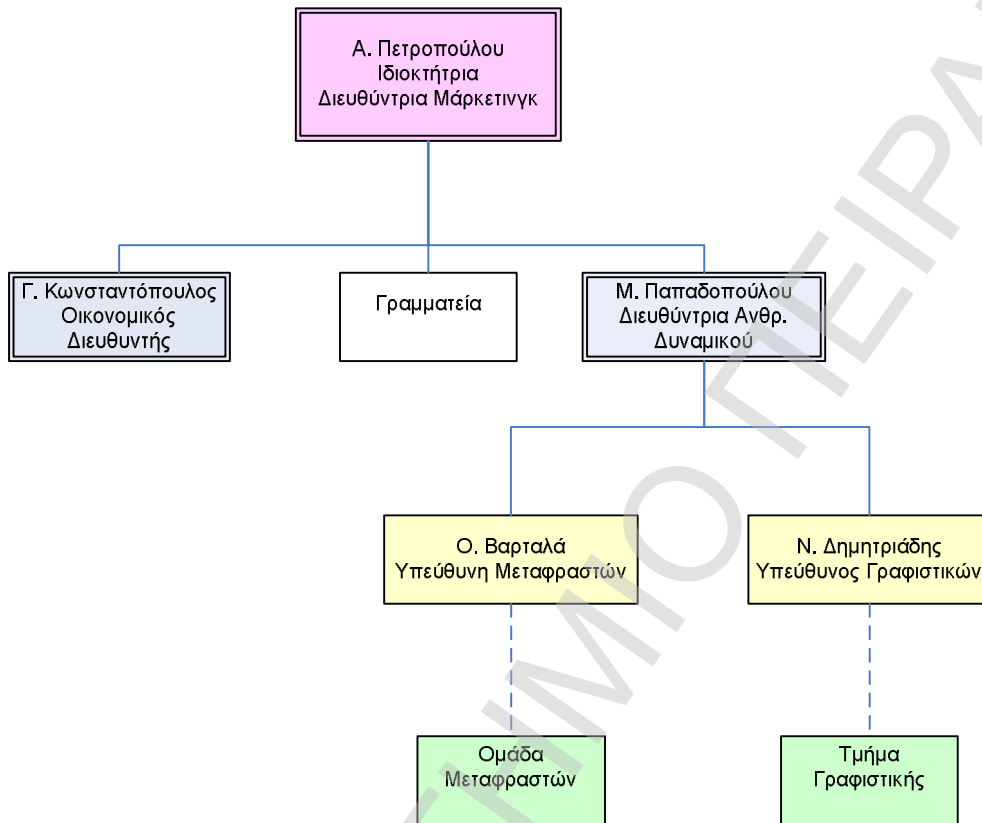 Α. Πετροπούλου
Ιδιοκτήτρια
Διευθύντρια Μάρκετινγκ
Γ. Κωνσταντόπουλος
Οικονομικός
Διευθυντής
Γραμματεία
Μ. Παπαδοπούλου
Διευθύντρια Ανθρ.
Δυναμικού
Ο. Βαρταλά
Υπεύθυνη Μεταφραστών
Ν. Δημητριάδης
Υπεύθυνος Γραφιστικών
Ομάδα
Μεταφραστών
Τμήμα
Γραφιστικής